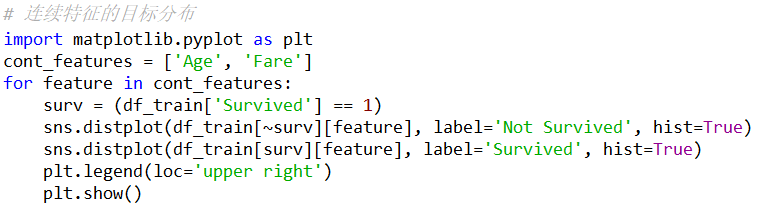 # 连续特征的目标分布
import matplotlib.pyplot as plt
cont_features = ['Age', 'Fare']
for feature in cont_features:
    surv = (df_train['Survived'] == 1)
    sns.distplot(df_train[~surv][feature], label='Not Survived', hist=True)
    sns.distplot(df_train[surv][feature], label='Survived', hist=True)
    plt.legend(loc='upper right')
    plt.show()